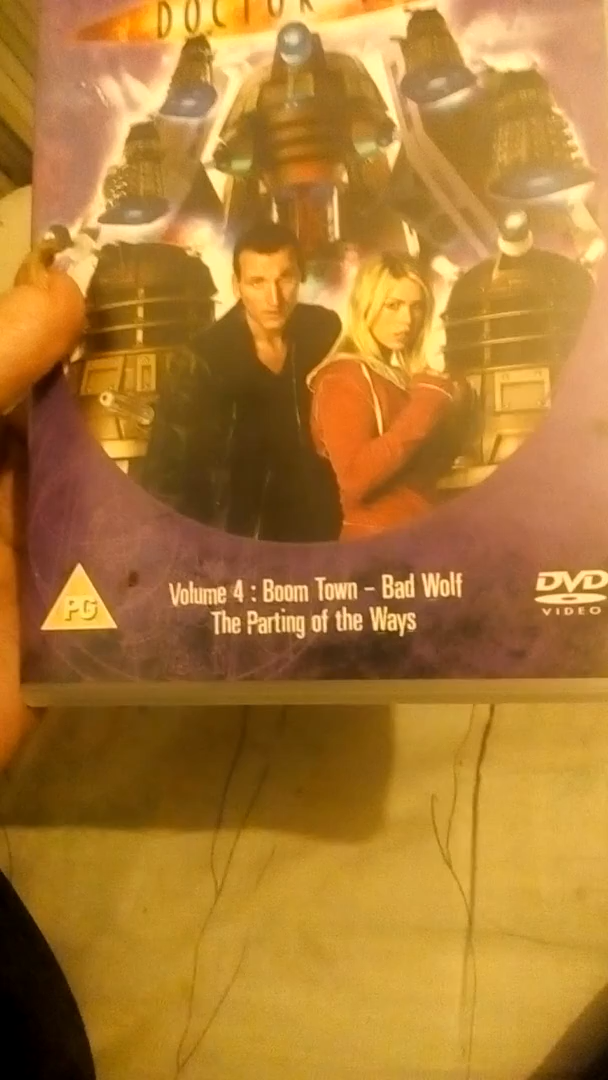 DOCTOR
PG
Volume 4 : Boom Town – Bad Wolf
The Parting of the Ways
DVD
VIDEO